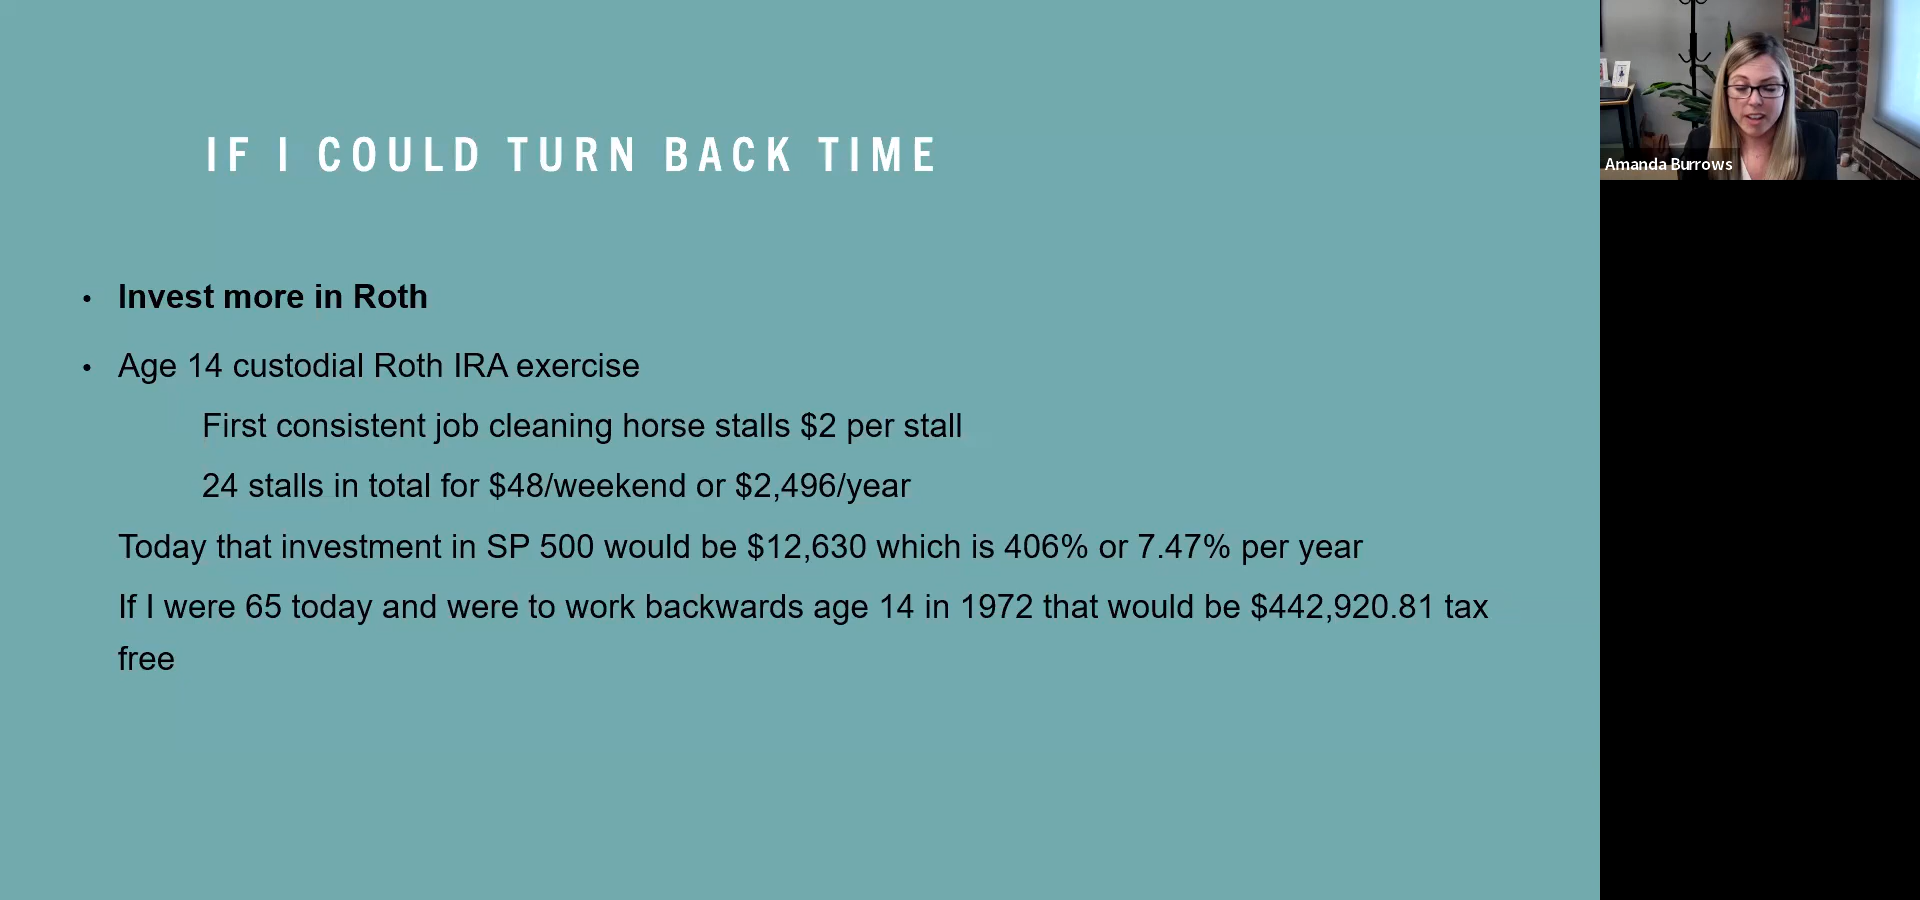 IF I COULD TURN BACK TIME
Amanda Burrows
• Invest more in Roth
• Age 14 custodial Roth IRA exercise
First consistent job cleaning horse stalls $2 per stall
24 stalls in total for $48/weekend or $2,496/year
Today that investment in SP 500 would be $12,630 which is 406% or 7.47% per year
If I were 65 today and were to work backwards age 14 in 1972 that would be $442,920.81 tax
free